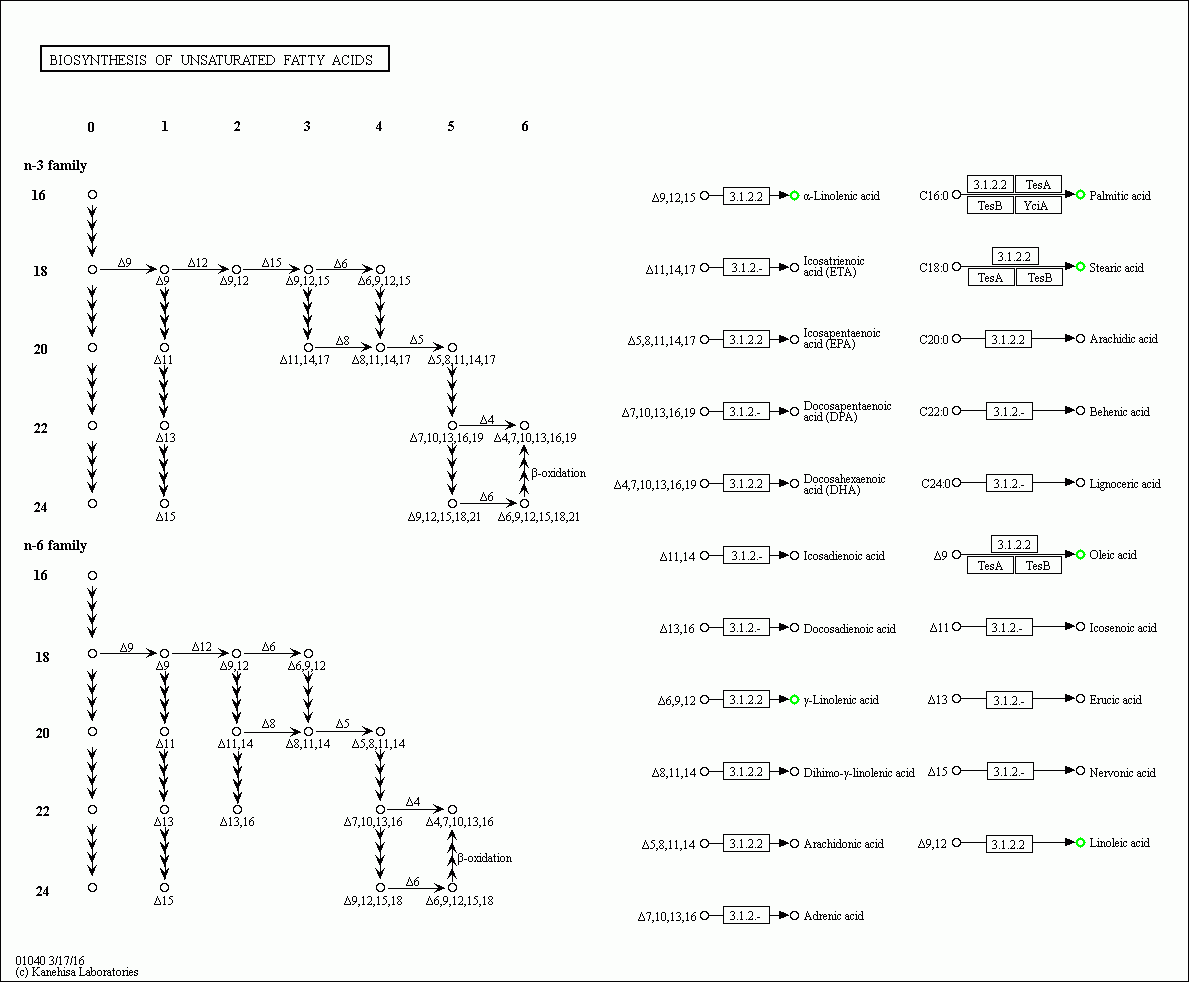 BIOSYNTHESIS OF UNSATURATED FATTY ACIDS
0 1 2 3 4 5 6
n-3 family
16
18
Δ9 Δ12 Δ15 Δ6
Δ9 Δ9,12 Δ9,12,15 Δ6,9,12,15
20
Δ8 Δ5
Δ11 Δ11,14,17 Δ8,11,14,17 Δ5,8,11,14,17
22
Δ4
Δ13 Δ7,10,13,16,19 Δ4,7,10,13,16,19
β-oxidation
24
Δ6
Δ15 Δ9,12,15,18,21 Δ6,9,12,15,18,21
n-6 family
16
18
Δ9 Δ12 Δ6
Δ9 Δ9,12 Δ6,9,12
20
Δ8 Δ5
Δ11 Δ11,14 Δ8,11,14 Δ5,8,11,14
22
Δ4
Δ13 Δ13,16 Δ7,10,13,16 Δ4,7,10,13,16
β-oxidation
24
Δ6
Δ15 Δ9,12,15,18 Δ6,9,12,15,18
Δ9,12,15 3.1.2.2 α-Linolenic acid
Δ11,14,17 3.1.2.- Icosatrienoic
acid (ETA)
Δ5,8,11,14,17 3.1.2.2 Icosapentaenoic
acid (EPA)
Δ7,10,13,16,19 3.1.2.- Docosapentaenoic
acid (DPA)
Δ4,7,10,13,16,19 3.1.2.2 Docosahexaenoic
acid (DHA)
Δ11,14 3.1.2.- Icosadienoic acid
Δ13,16 3.1.2.- Docosadienoic acid
Δ6,9,12 3.1.2.2 γ-Linolenic acid
Δ8,11,14 3.1.2.2 Dihimo-γ-linolenic acid
Δ5,8,11,14 3.1.2.2 Arachidonic acid
Δ7,10,13,16 3.1.2.- Adrenic acid
3.1.2.2 TesA
C16:0 Palmitic acid
TesB YciA
3.1.2.2
C18:0 Stearic acid
TesA TesB
C20:0 3.1.2.2 Arachidic acid
C22:0 3.1.2.- Behenic acid
C24:0 3.1.2.- Lignoceric acid
3.1.2.2
Δ9 Oleic acid
TesA TesB
Δ11 3.1.2.- Icosenoic acid
Δ13 3.1.2.- Erucic acid
Δ15 3.1.2.- Nervonic acid
Δ9,12 3.1.2.2 Linoleic acid
01040 3/17/16
(c) Kanehisa Laboratories